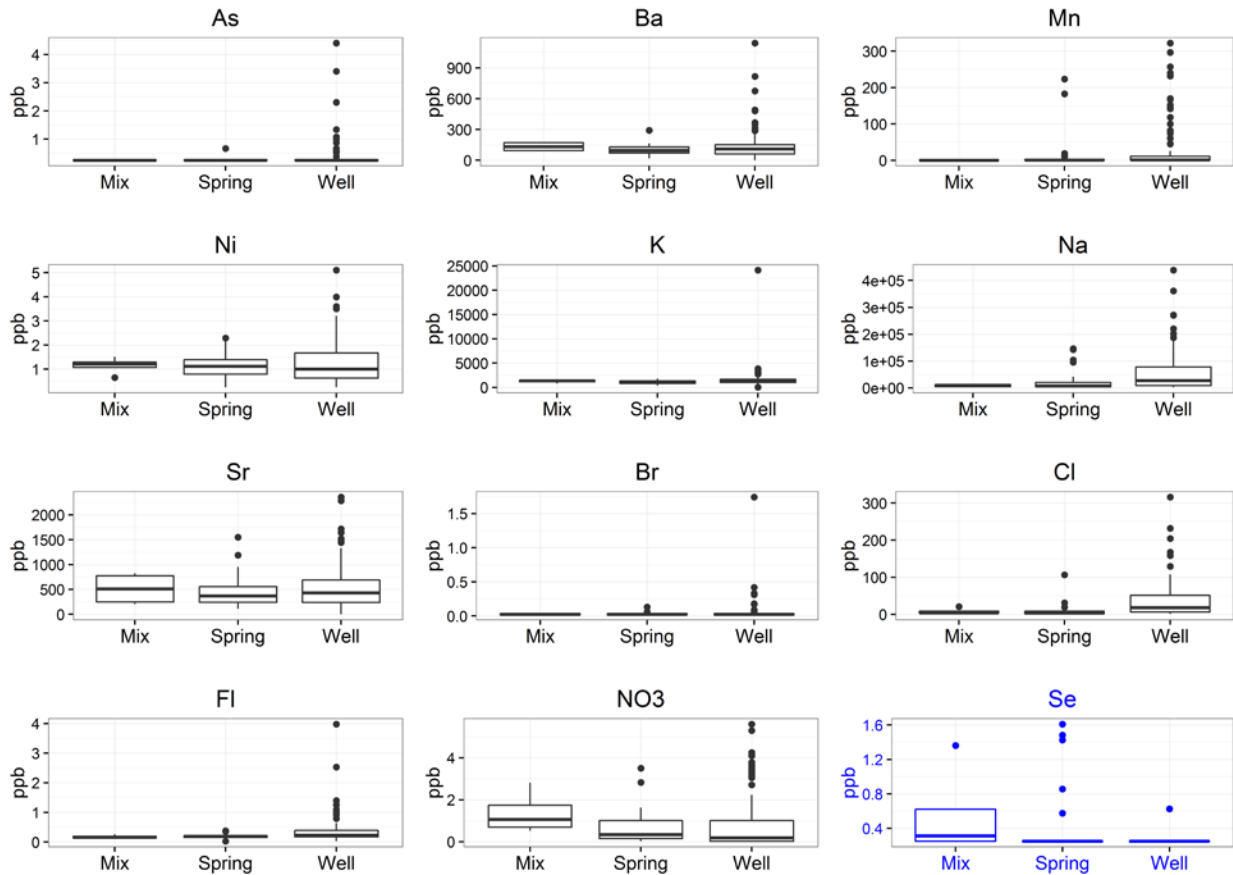 As Ba Mn
ppb 4 3 2 1 ppb 900 600 300 0 ppb 300 200 100 0
Mix Spring Well Mix Spring Well Mix Spring Well
Ni K Na
ppb 5 4 3 2 1 ppb 25000 20000 15000 10000 5000 0 ppb 4e+05 3e+05 2e+05 1e+05 0e+00
Mix Spring Well Mix Spring Well Mix Spring Well
Sr Br Cl
ppb 2000 1500 1000 500 0 ppb 1.5 1.0 0.5 0.0 ppb 300 200 100 0
Mix Spring Well Mix Spring Well Mix Spring Well
Fl NO3 Se
ppb 4 3 2 1 0 ppb 4 2 0 ppb 1.6 1.2 0.8 0.4
Mix Spring Well Mix Spring Well Mix Spring Well